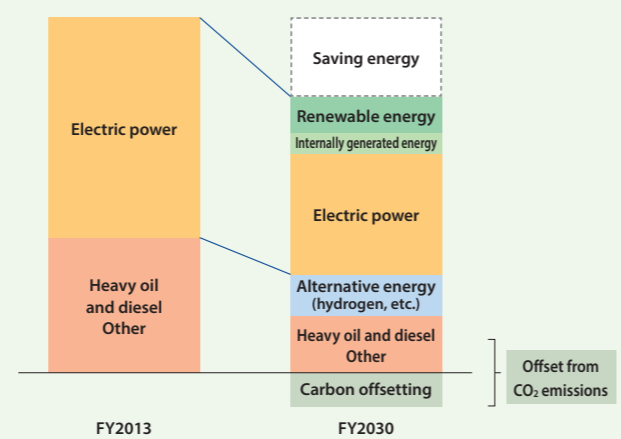 Saving energy
Renewable energy
Internally generated energy
Electric power
Electric power
Heavy oil
and diesel
Other
Alternative energy
(hydrogen, etc.)
Heavy oil and diesel
Other
Carbon offsetting
Offset from
CO₂ emissions
FY2013
FY2030